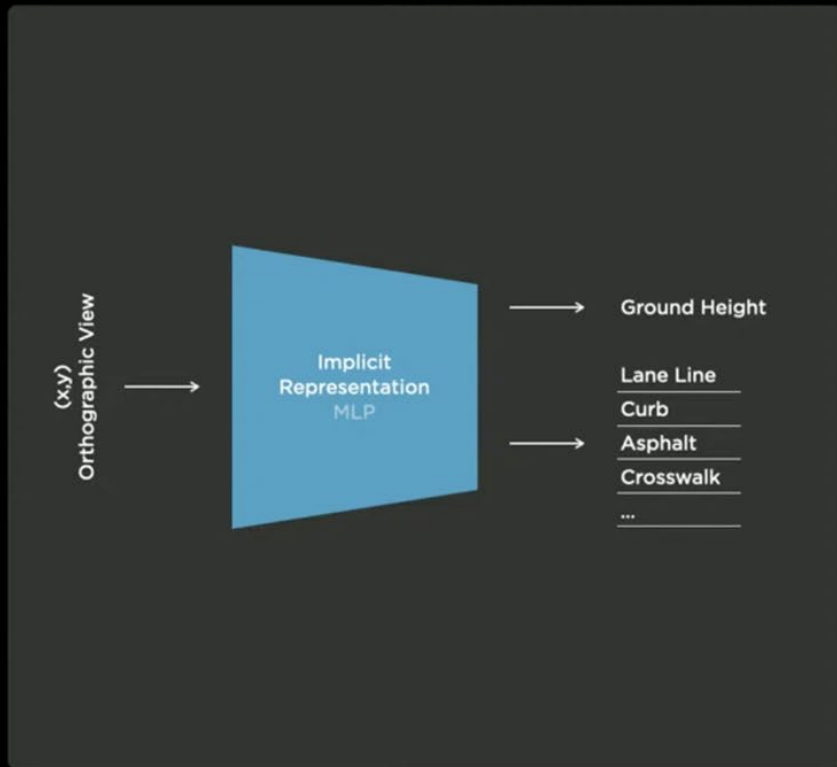 (x,y)
Orthographic View
Implicit
Representation
MLP
Ground Height
Lane Line
Curb
Asphalt
Crosswalk
...